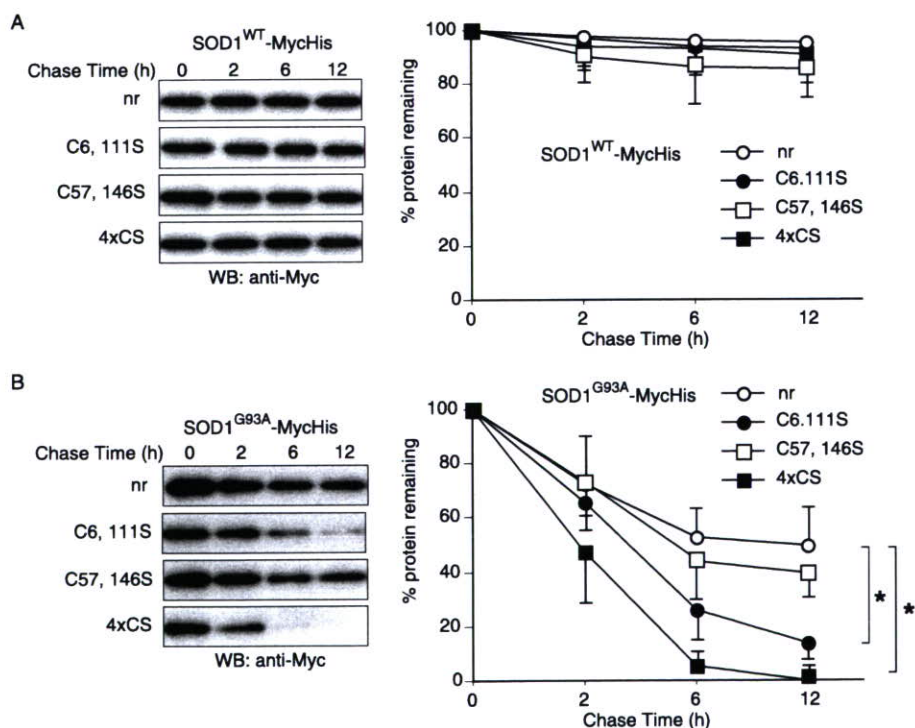 A
SOD1WT-MycHis
Chase Time (h) 0 2 6 12
nr
C6, 111S
C57, 146S
4xCS
WB: anti-Myc
% protein remaining
100
80
60
40
20
0
SOD1WT-MycHis
nr
C6.111S
C57, 146S
4xCS
0 2 6 12
Chase Time (h)
B
SOD1G93A-MycHis
Chase Time (h) 0 2 6 12
nr
C6, 111S
C57, 146S
4xCS
WB: anti-Myc
% protein remaining
100
80
60
40
20
0
SOD1G93A-MycHis
nr
C6.111S
C57, 146S
4xCS
* *
0 2 6 12
Chase Time (h)